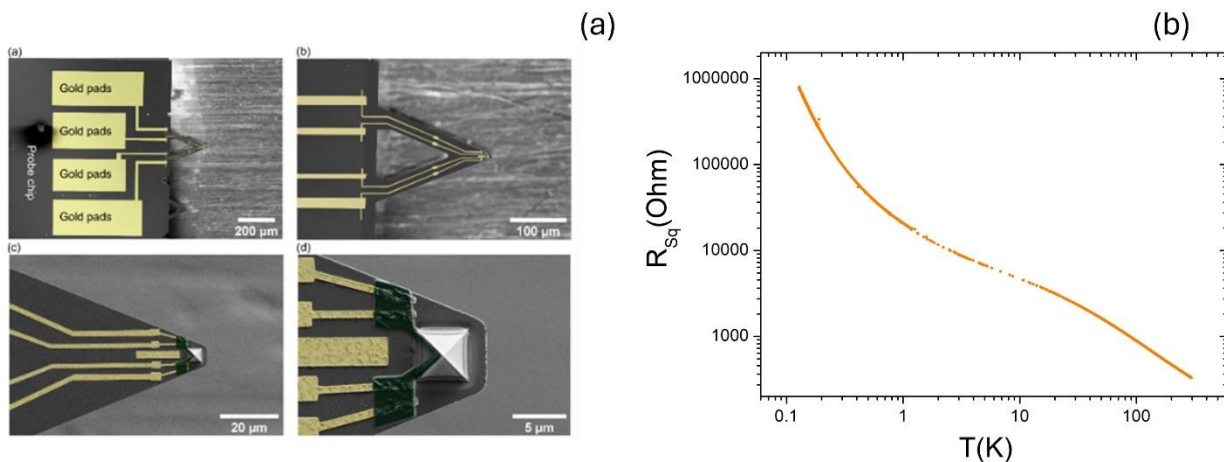 (a)
(a)
Gold pads
Gold pads
Gold pads
Gold pads
Probe chip
200 µm
(b)
100 µm
(c)
20 µm
(d)
5 µm
(b)
R_Sq(Ohm)
1000000
100000
10000
1000
0.1 1 10 100
T(K)